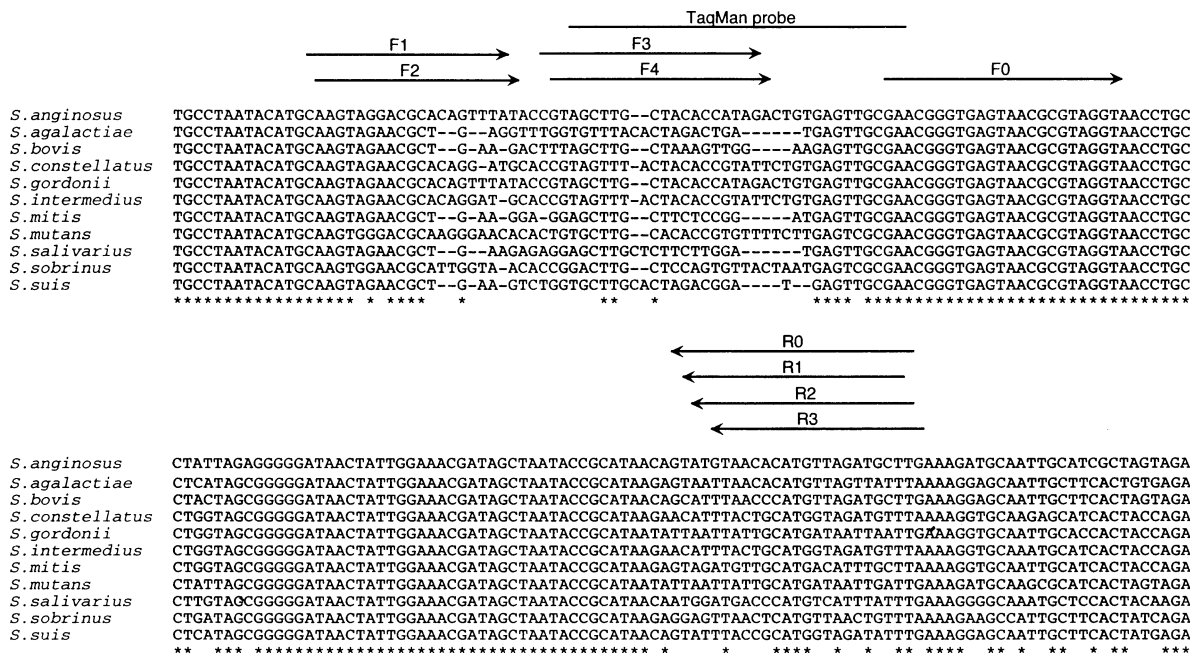 TaqMan probe
F1 F3
F2 F4 F0
S.anginosus TGCCTAATACATGCAAGTAGGACGCACAGTTTATACCGTAGCTTG--CTACACCATAGACTGTGAGTTGCGAACGGGTGAGTAACGCGTAGGTAACCTGC
S.agalactiae TGCCTAATACATGCAAGTAGAACGCT--G--AGGTTTGGTGTTTACACTAGACTGA------TGAGTTGCGAACGGGTGAGTAACGCGTAGGTAACCTGC
S.bovis TGCCTAATACATGCAAGTAGAACGCT--G--AA-GACTTTAGCTTG--CTAAAGTTGG----AAGAGTTGCGAACGGGTGAGTAACGCGTAGGTAACCTGC
S.constellatus TGCCTAATACATGCAAGTAGAACGCACAGG-ATGCACCGTAGTTT-ACTACACCGTATTCTGTGAGTTGCGAACGGGTGAGTAACGCGTAGGTAACCTGC
S.gordonii TGCCTAATACATGCAAGTAGAACGCACAGTTTATACCGTAGCTTG--CTACACCATAGACTGTGAGTTGCGAACGGGTGAGTAACGCGTAGGTAACCTGC
S.intermedius TGCCTAATACATGCAAGTAGAACGCACAGGAT-GCACCGTAGTTT-ACTACACCGTATTCTGTGAGTTGCGAACGGGTGAGTAACGCGTAGGTAACCTGC
S.mitis TGCCTAATACATGCAAGTAGAACGCT--G--AAGGA-GGAGCTTG--CTTCTCCGG-----ATGAGTTGCGAACGGGTGAGTAACGCGTAGGTAACCTGC
S.mutans TGCCTAATACATGCAAGTGGGACGCAAGGGAACACACTGTGCTTG--CACACCGTGTTTTCTTGAGTCGCGAACGGGTGAGTAACGCGTAGGTAACCTGC
S.salivarius TGCCTAATACATGCAAGTAGAACGCT--G--AAGAGAGGAGCTTGCTCTTCTTGGA------TGAGTTGCGAACGGGTGAGTAACGCGTAGGTAACCTGC
S.sobrinus TGCCTAATACATGCAAGTGGAACGCATTGGTA-ACACCGGACTTG--CTCCAGTGTTACTAATGAGTCGCGAACGGGTGAGTAACGCGTAGGTAACCTGC
S.suis TGCCTAATACATGCAAGTAGAACGCT--G--AA-GTCTGGTGCTTGCACTAGACGGA----T--GAGTTGCGAACGGGTGAGTAACGCGTAGGTAACCTGC
****************** * **** * ** * **** *********************************
R0
R1
R2
R3
S.anginosus CTATTAGAGGGGGATAACTATTGGAAACGATAGCTAATACCGCATAACAGTATGTAACACATGTTAGATGCTTGAAAGATGCAATTGCATCGCTAGTAGA
S.agalactiae CTCATAGCGGGGGATAACTATTGGAAACGATAGCTAATACCGCATAAGAGTAATTAACACATGTTAGTTATTTAAAAGGAGCAATTGCTTCACTGTGAGA
S.bovis CTACTAGCGGGGGATAACTATTGGAAACGATAGCTAATACCGCATAACAGCATTTAACCCATGTTAGATGCTTGAAAGGAGCAATTGCTTCACTAGTAGA
S.constellatus CTGGTAGCGGGGGATAACTATTGGAAACGATAGCTAATACCGCATAAGAACATTTACTGCATGGTAGATGTTTAAAAGGTGCAAGAGCATCACTACCAGA
S.gordonii CTGGTAGCGGGGGATAACTATTGGAAACGATAGCTAATACCGCATAATATTAATTATTGCATGATAATTAATTGAAAGGTGCAATTGCACCACTACCAGA
S.intermedius CTGGTAGCGGGGGATAACTATTGGAAACGATAGCTAATACCGCATAAGAACATTTACTGCATGGTAGATGTTTAAAAGGTGCAAATGCATCACTACCAGA
S.mitis CTGGTAGCGGGGGATAACTATTGGAAACGATAGCTAATACCGCATAAGAGTAGATGTTGCATGACATTTGCTTAAAAGGTGCAATTGCATCACTACCAGA
S.mutans CTATTAGCGGGGGATAACTATTGGAAACGATAGCTAATACCGCATAATATTAATTATTGCATGATAATTGATTGAAAGATGCAAGCGCATCACTAGTAGA
S.salivarius CTTGTAGCGGGGGATAACTATTGGAAACGATAGCTAATACCGCATAACAATGGATGACCCATGTCATTTATTTGAAAGGGGCAAATGCTCCACTACAAGA
S.sobrinus CTGATAGCGGGGGATAACTATTGGAAACGATAGCTAATACCGCATAAGAGGAGTTAACTCATGTTAACTGTTTAAAAGAAGCCATTGCTTCACTATCAGA
S.suis CTCATAGCGGGGGATAACTATTGGAAACGATAGCTAATACCGCATAACAGTATTTACCGCATGGTAGATATTTGAAAGGAGCAATTGCTTCACTATGAGA
** *** *************************************** * * **** * * ** *** ** * ** * *** ***